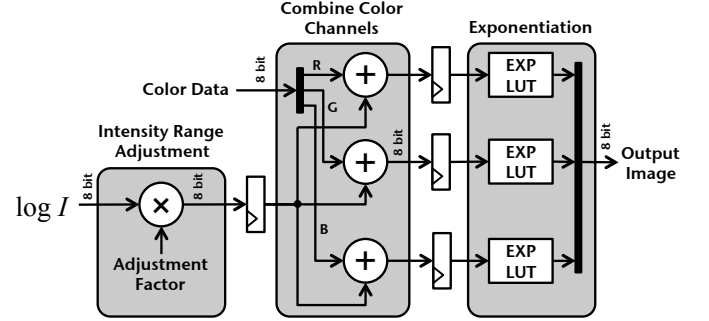 Combine Color
Channels
Exponentiation
8 bit
Color Data
R
G
B
EXP
LUT
8 bit
EXP
LUT
8 bit
Output
Image
Intensity Range
Adjustment
8 bit
8 bit
log I
Adjustment
Factor
EXP
LUT